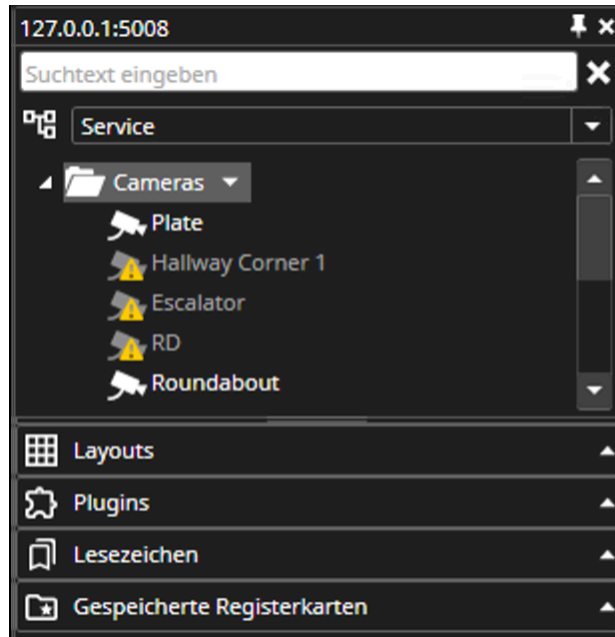 127.0.0.1:5008
Suchtext eingeben
Service
Cameras
Plate
Hallway Corner 1
Escalator
RD
Roundabout
Layouts
Plugins
Lesezeichen
Gespeicherte Registerkarten